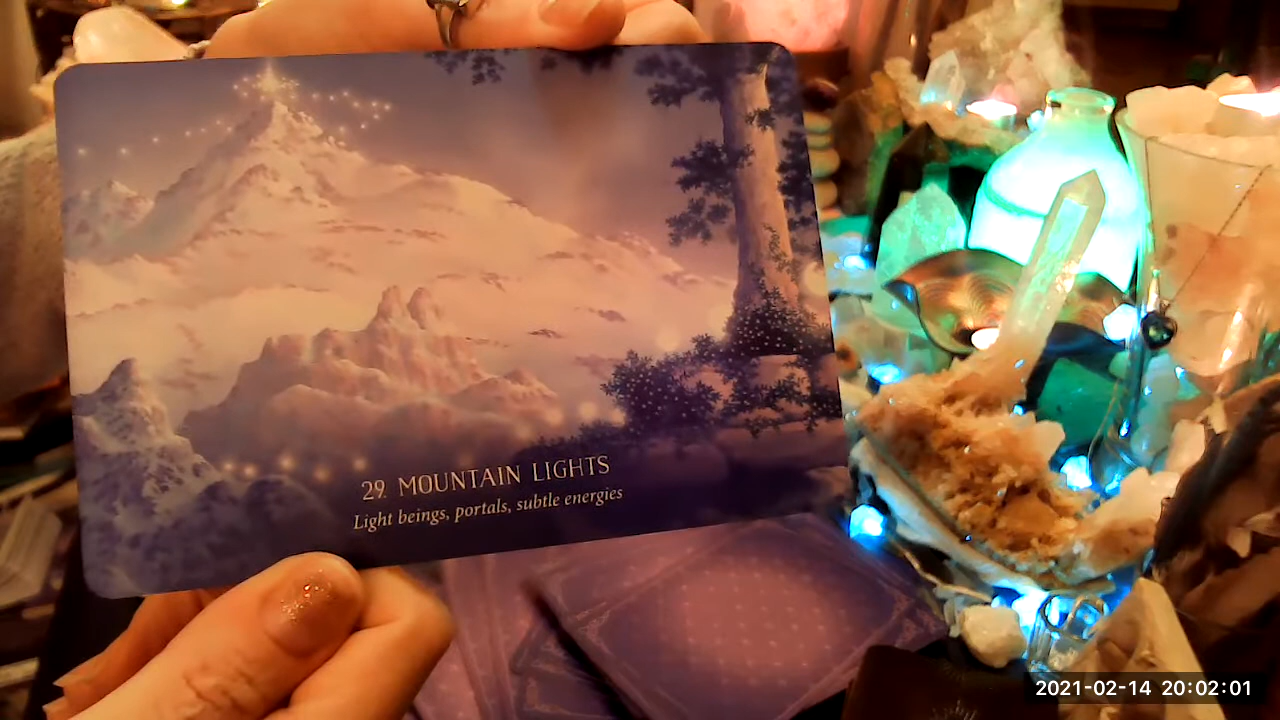 29. MOUNTAIN LIGHTS
Light beings, portals, subtle energies
2021-02-14 20:02:01